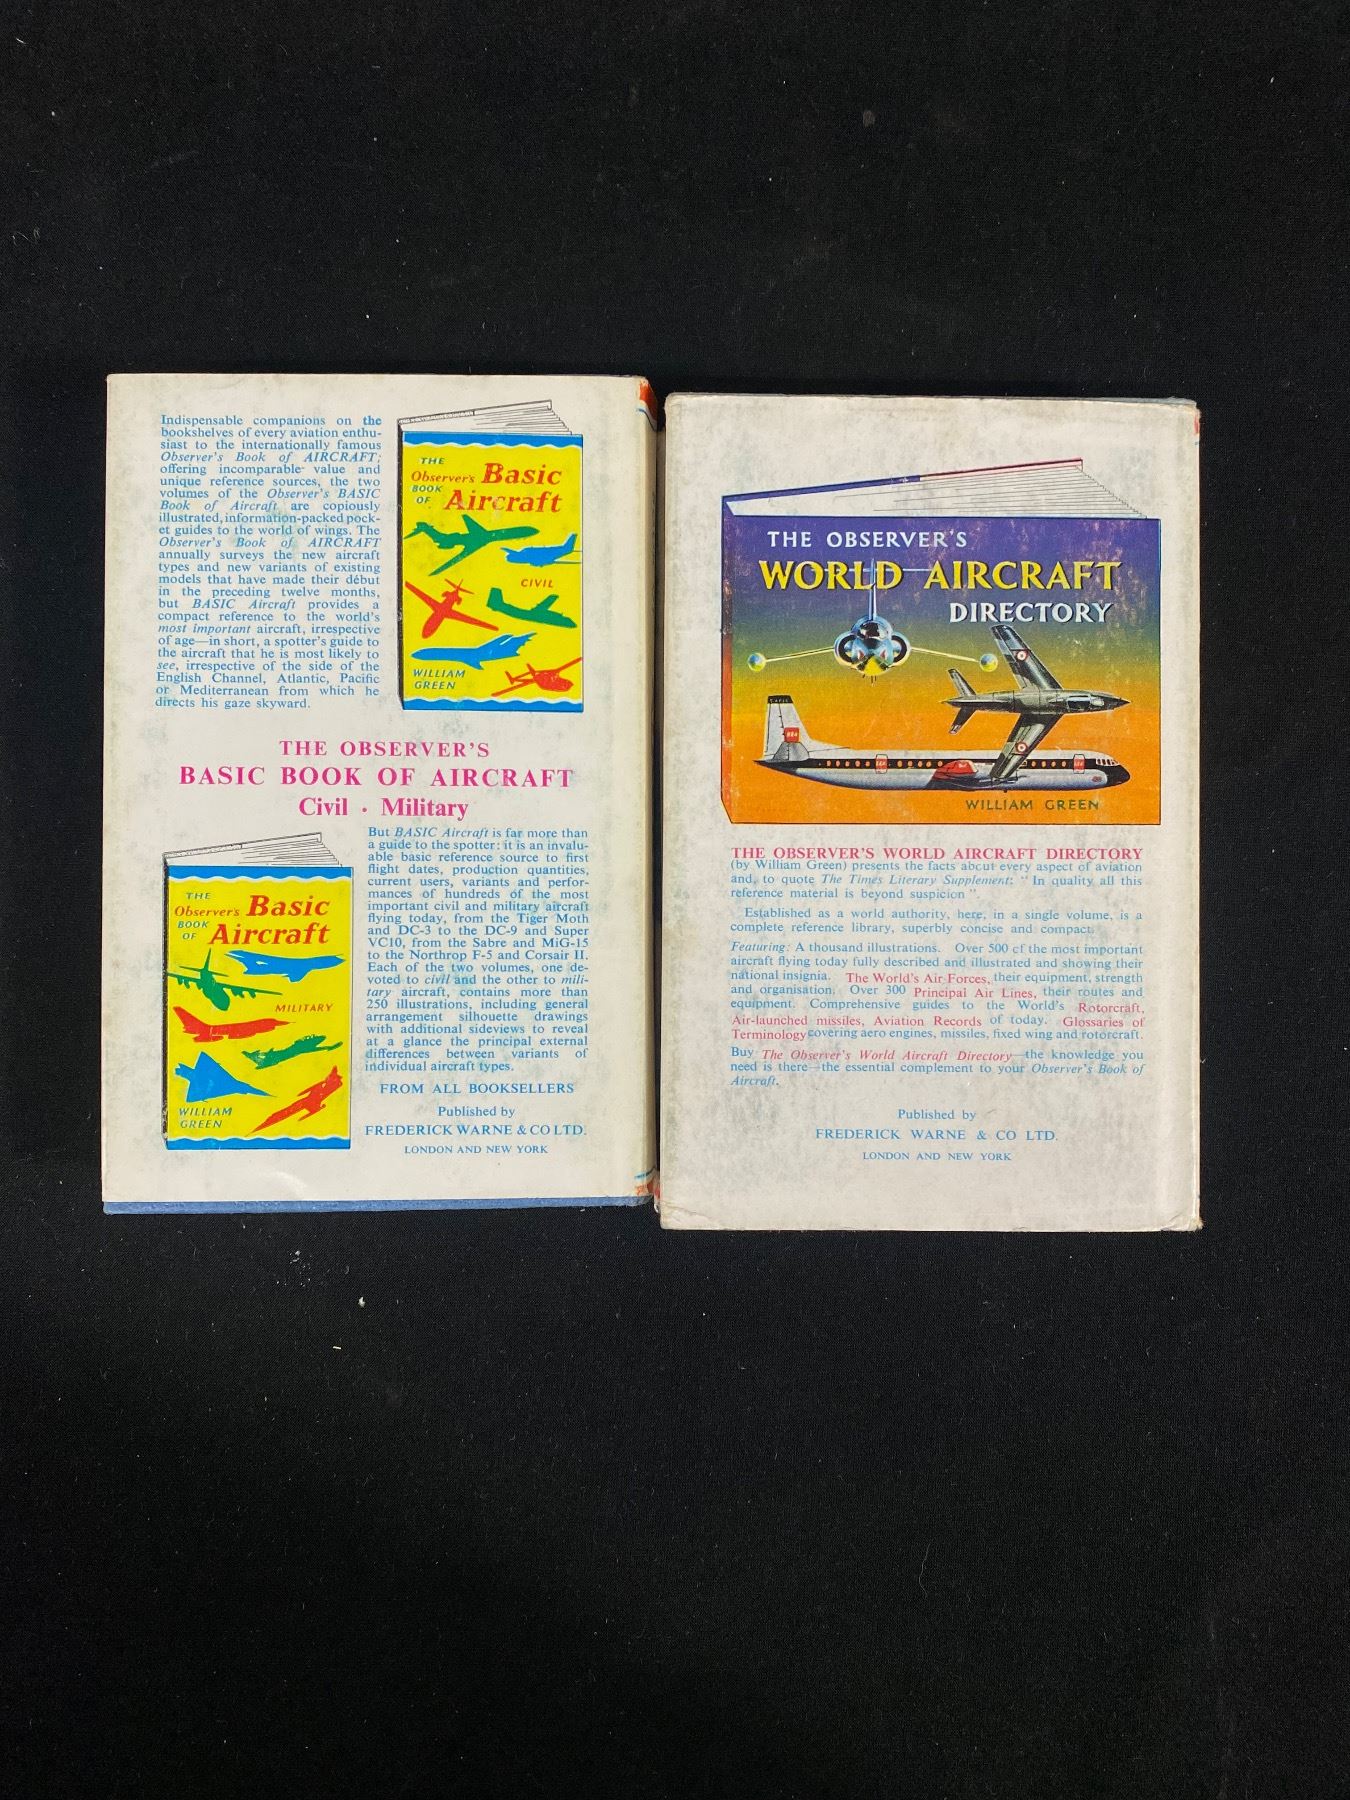 Indispensable companions on the
bookshelves of every aviation enthu-
siast to the internationally famous
Observer's Book of AIRCRAFT;
offering incomparable value and
unique reference sources, the two
volumes of the Observer's BASIC
Book of Aircraft are copiously
illustrated, information-packed pock-
et guides to the world of wings. The
Observer's Book of AIRCRAFT
annually surveys the new aircraft
types and new variants of existing
models that have made their début
in the preceding twelve months,
but BASIC Aircraft provides a
compact reference to the world's
most important aircraft, irrespective
of age—in short, a spotter's guide to
the aircraft that he is most likely to
see, irrespective of the side of the
English Channel, Atlantic, Pacific
or Mediterranean from which he
directs his gaze skyward.
THE
Observer's Basic
BOOK
OF Aircraft
CIVIL
WILLIAM
GREEN
THE OBSERVER'S
BASIC BOOK OF AIRCRAFT
Civil · Military
THE
Observer's Basic
BOOK
OF Aircraft
MILITARY
WILLIAM
GREEN
But BASIC Aircraft is far more than
a guide to the spotter: it is an invalu-
able basic reference source to first
flight dates, production quantities,
current users, variants and perfor-
mances of hundreds of the most
important civil and military aircraft
flying today, from the Tiger Moth
and DC-3 to the DC-9 and Super
VC10, from the Sabre and MiG-15
to the Northrop F-5 and Corsair II.
Each of the two volumes, one de-
voted to civil and the other to mili-
tary aircraft, contains more than
250 illustrations, including general
arrangement silhouette drawings
with additional sideviews to reveal
at a glance the principal external
differences between variants of
individual aircraft types.
FROM ALL BOOKSELLERS
Published by
FREDERICK WARNE & CO LTD.
LONDON AND NEW YORK
THE OBSERVER'S
WORLD AIRCRAFT
DIRECTORY
BEA
WILLIAM GREEN
THE OBSERVER'S WORLD AIRCRAFT DIRECTORY
(by William Green) presents the facts about every aspect of aviation
and, to quote The Times Literary Supplement: "In quality all this
reference material is beyond suspicion"
Established as a world authority, here, in a single volume, is a
complete reference library, superbly concise and compact.
Featuring: A thousand illustrations. Over 500 of the most important
aircraft flying today fully described and illustrated and showing their
national insignia. The World's Air Forces, their equipment, strength
and organisation. Over 300 Principal Air Lines, their routes and
equipment. Comprehensive guides to the World's Rotorcraft,
Air-launched missiles, Aviation Records of today. Glossaries of
Terminology covering aero engines, missiles, fixed wing and rotorcraft.
Buy The Observer's World Aircraft Directory—the knowledge you
need is there—the essential complement to your Observer's Book of
Aircraft.
Published by
FREDERICK WARNE & CO LTD.
LONDON AND NEW YORK